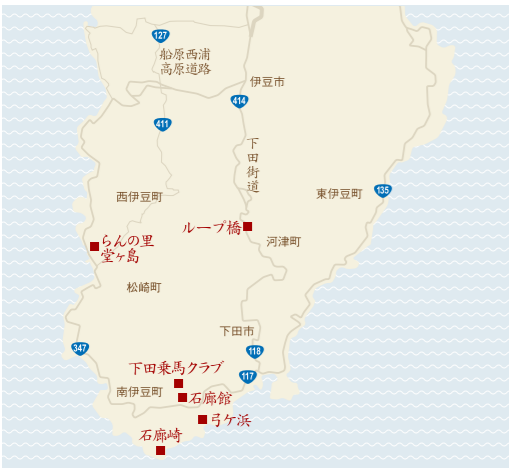 127
船原西浦
高原道路
伊豆市
414
411
下田街道
西伊豆町
東伊豆町
135
ループ橋
らんの里
堂ヶ島
河津町
松崎町
下田市
347
118
下田乗馬クラブ
117
南伊豆町
石廊館
弓ケ浜
石廊崎